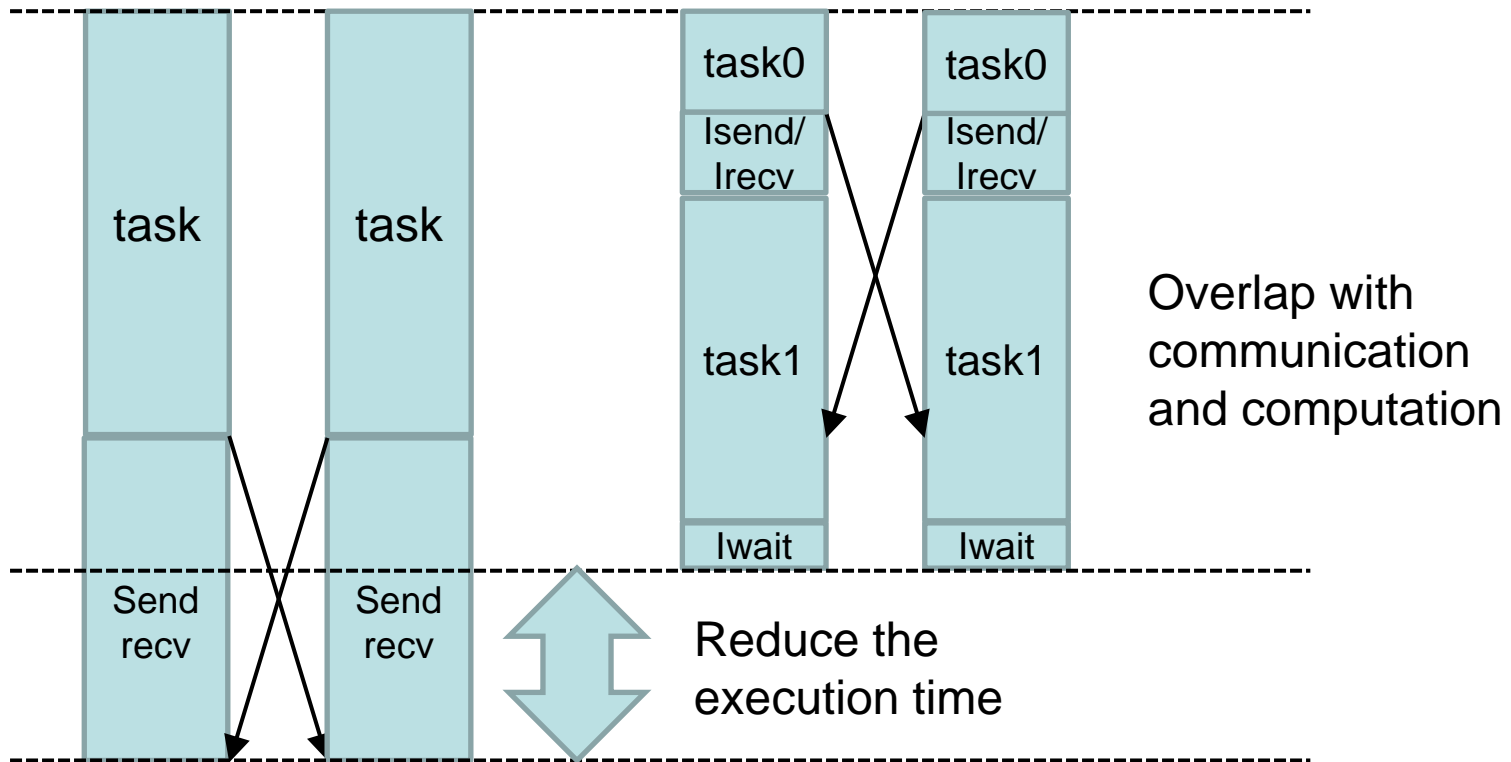 task
task
Send
recv
Send
recv
task0
task0
Isend/
Irecv
Isend/
Irecv
task1
task1
Iwait
Iwait
Overlap with
communication
and computation
Reduce the
execution time